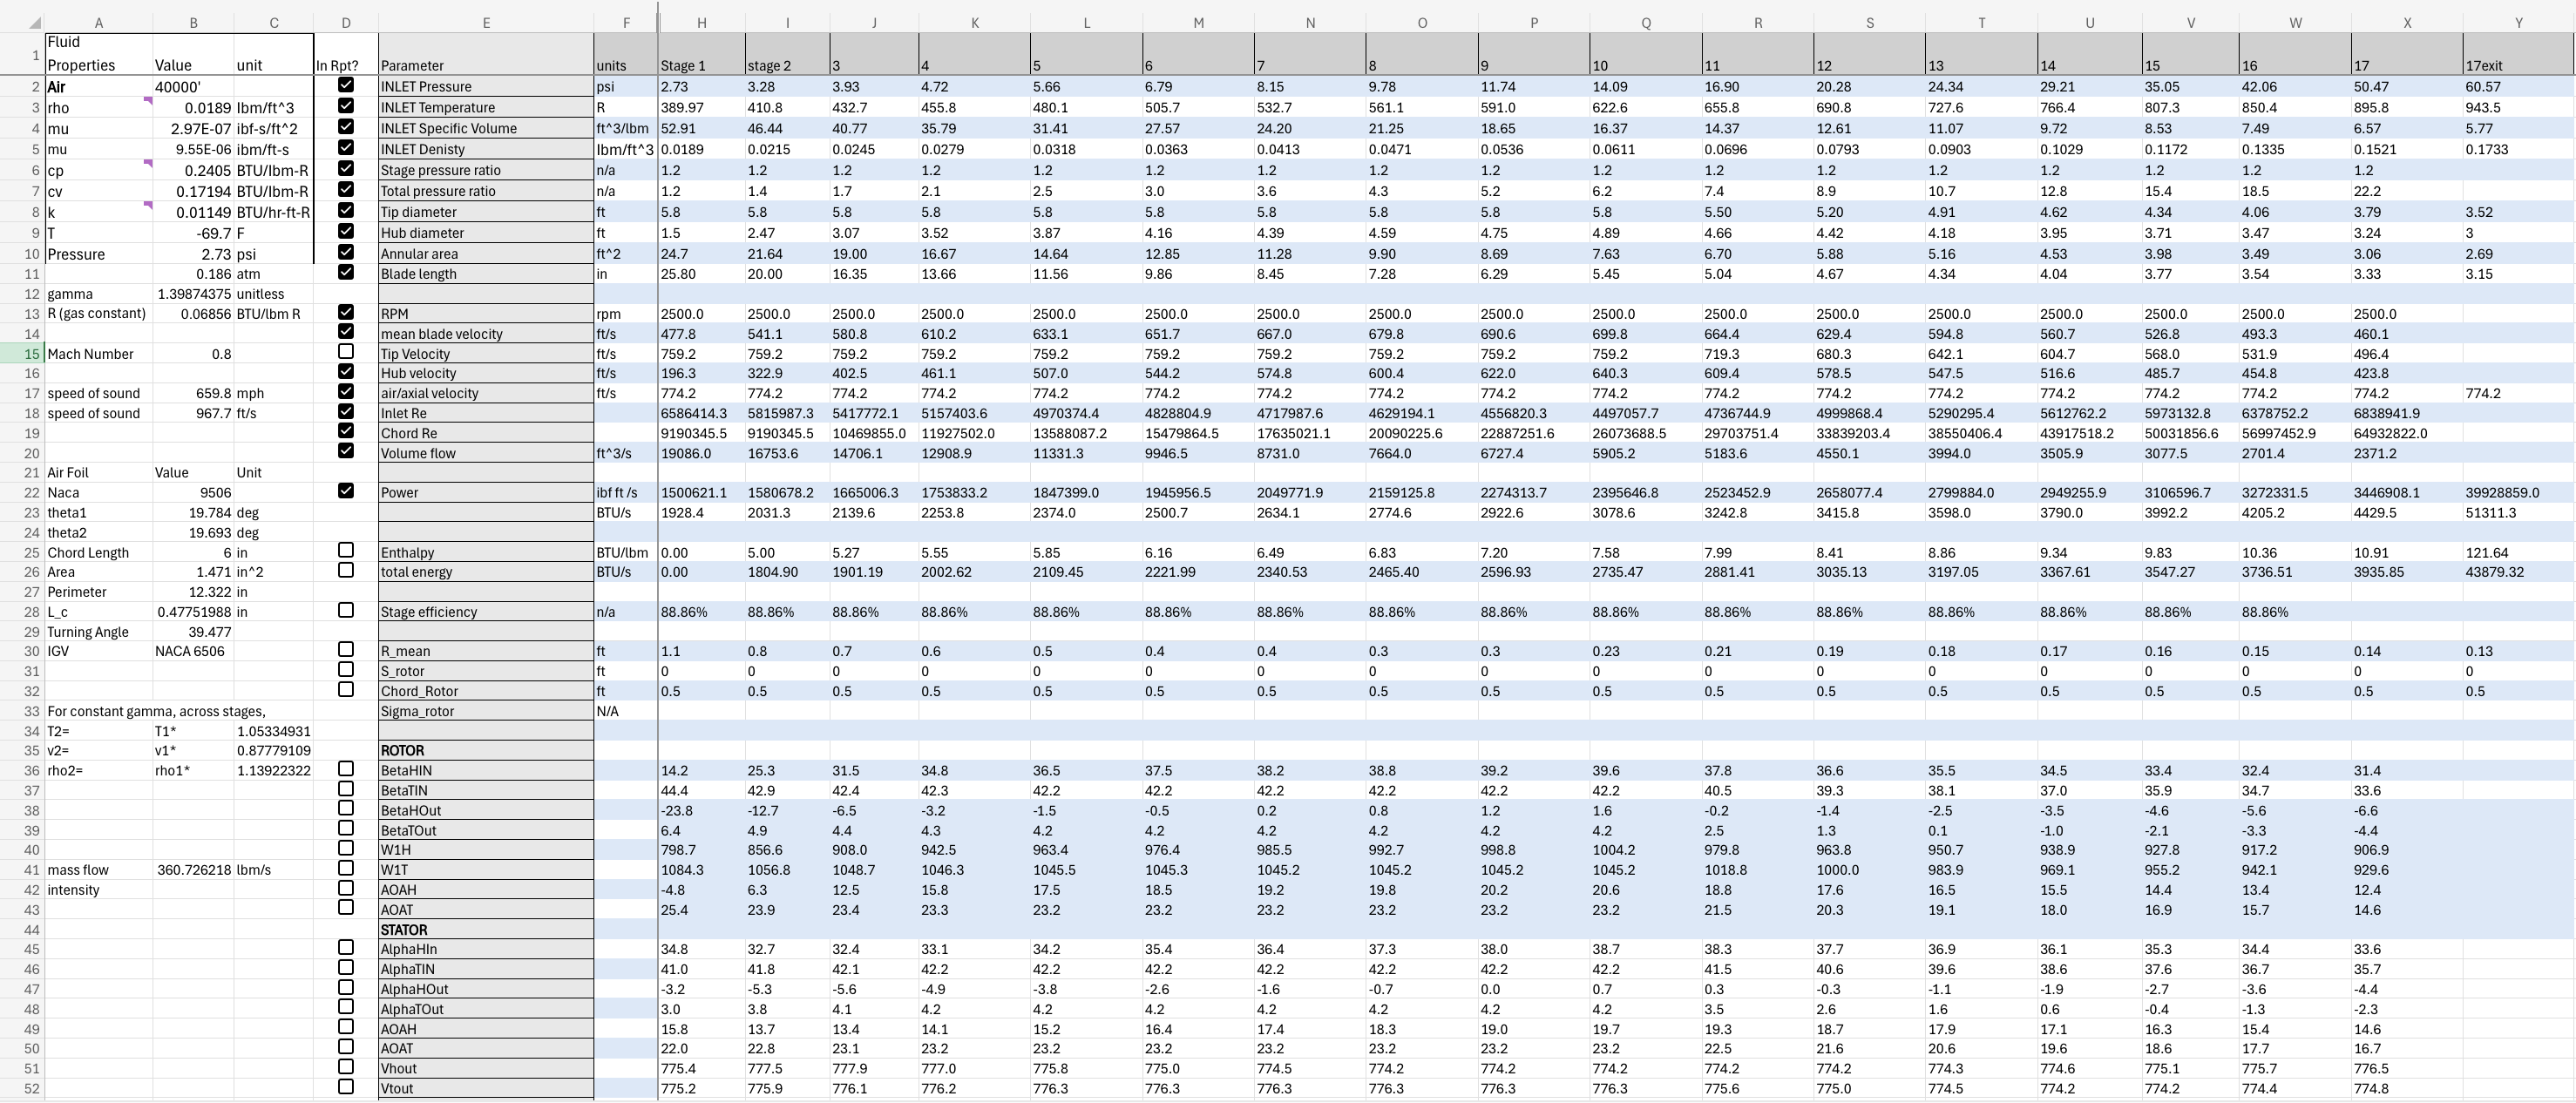 A B C D E F H I J K L M N O P Q R S T U V W X Y
1 Fluid Properties Value unit In Rpt? Parameter units Stage 1 stage 2 3 4 5 6 7 8 9 10 11 12 13 14 15 16 17 17exit
2 Air 40000' INLET Pressure psi 2.73 3.28 3.93 4.72 5.66 6.79 8.15 9.78 11.74 14.09 16.90 20.28 24.34 29.21 35.05 42.06 50.47 60.57
3 rho 0.0189 lbm/ft^3 INLET Temperature R 389.97 410.8 432.7 455.8 480.1 505.7 532.7 561.1 591.0 622.6 655.8 690.8 727.6 766.4 807.3 850.4 895.8 943.5
4 mu 2.97E-07 ibf-s/ft^2 INLET Specific Volume ft^3/lbm 52.91 46.44 40.77 35.79 31.41 27.57 24.20 21.25 18.65 16.37 14.37 12.61 11.07 9.72 8.53 7.49 6.57 5.77
5 mu 9.55E-06 ibm/ft-s INLET Denisty lbm/ft^3 0.0189 0.0215 0.0245 0.0279 0.0318 0.0363 0.0413 0.0471 0.0536 0.0611 0.0696 0.0793 0.0903 0.1029 0.1172 0.1335 0.1521 0.1733
6 cp 0.2405 BTU/lbm-R Stage pressure ratio n/a 1.2 1.2 1.2 1.2 1.2 1.2 1.2 1.2 1.2 1.2 1.2 1.2 1.2 1.2 1.2 1.2 1.2
7 cv 0.17194 BTU/lbm-R Total pressure ratio n/a 1.2 1.4 1.7 2.1 2.5 3.0 3.6 4.3 5.2 6.2 7.4 8.9 10.7 12.8 15.4 18.5 22.2
8 k 0.01149 BTU/hr-ft-R Tip diameter ft 5.8 5.8 5.8 5.8 5.8 5.8 5.8 5.8 5.8 5.8 5.50 5.20 4.91 4.62 4.34 4.06 3.79 3.52
9 T -69.7 F Hub diameter ft 1.5 2.47 3.07 3.52 3.87 4.16 4.39 4.59 4.75 4.89 4.66 4.42 4.18 3.95 3.71 3.47 3.24 3
10 Pressure 2.73 psi Annular area ft^2 24.7 21.64 19.00 16.67 14.64 12.85 11.28 9.90 8.69 7.63 6.70 5.88 5.16 4.53 3.98 3.49 3.06 2.69
11 0.186 atm Blade length in 25.80 20.00 16.35 13.66 11.56 9.86 8.45 7.28 6.29 5.45 5.04 4.67 4.34 4.04 3.77 3.54 3.33 3.15
12 gamma 1.39874375 unitless
13 R (gas constant) 0.06856 BTU/lbm R RPM rpm 2500.0 2500.0 2500.0 2500.0 2500.0 2500.0 2500.0 2500.0 2500.0 2500.0 2500.0 2500.0 2500.0 2500.0 2500.0 2500.0 2500.0
14 mean blade velocity ft/s 477.8 541.1 580.8 610.2 633.1 651.7 667.0 679.8 690.6 699.8 664.4 629.4 594.8 560.7 526.8 493.3 460.1
15 Mach Number 0.8 Tip Velocity ft/s 759.2 759.2 759.2 759.2 759.2 759.2 759.2 759.2 759.2 759.2 719.3 680.3 642.1 604.7 568.0 531.9 496.4
16 Hub velocity ft/s 196.3 322.9 402.5 461.1 507.0 544.2 574.8 600.4 622.0 640.3 609.4 578.5 547.5 516.6 485.7 454.8 423.8
17 speed of sound 659.8 mph air/axial velocity ft/s 774.2 774.2 774.2 774.2 774.2 774.2 774.2 774.2 774.2 774.2 774.2 774.2 774.2 774.2 774.2 774.2 774.2 774.2
18 speed of sound 967.7 ft/s Inlet Re 6586414.3 5815987.3 5417772.1 5157403.6 4970374.4 4828804.9 4717987.6 4629194.1 4556820.3 4497057.7 4736744.9 4999868.4 5290295.4 5612762.2 5973132.8 6378752.2 6838941.9
19 Chord Re 9190345.5 9190345.5 10469855.0 11927502.0 13588087.2 15479864.5 17635021.1 20090225.6 22887251.6 26073688.5 29703751.4 33839203.4 38550406.4 43917518.2 50031856.6 56997452.9 64932822.0
20 Volume flow ft^3/s 19086.0 16753.6 14706.1 12908.9 11331.3 9946.5 8731.0 7664.0 6727.4 5905.2 5183.6 4550.1 3994.0 3505.9 3077.5 2701.4 2371.2
21 Air Foil Value Unit
22 Naca 9506 Power ibf ft /s 1500621.1 1580678.2 1665006.3 1753833.2 1847399.0 1945956.5 2049771.9 2159125.8 2274313.7 2395646.8 2523452.9 2658077.4 2799884.0 2949255.9 3106596.7 3272331.5 3446908.1 39928859.0
23 theta1 19.784 deg BTU/s 1928.4 2031.3 2139.6 2253.8 2374.0 2500.7 2634.1 2774.6 2922.6 3078.6 3242.8 3415.8 3598.0 3790.0 3992.2 4205.2 4429.5 51311.3
24 theta2 19.693 deg
25 Chord Length 6 in Enthalpy BTU/lbm 0.00 5.00 5.27 5.55 5.85 6.16 6.49 6.83 7.20 7.58 7.99 8.41 8.86 9.34 9.83 10.36 10.91 121.64
26 Area 1.471 in^2 total energy BTU/s 0.00 1804.90 1901.19 2002.62 2109.45 2221.99 2340.53 2465.40 2596.93 2735.47 2881.41 3035.13 3197.05 3367.61 3547.27 3736.51 3935.85 43879.32
27 Perimeter 12.322 in
28 L_c 0.47751988 in Stage efficiency n/a 88.86% 88.86% 88.86% 88.86% 88.86% 88.86% 88.86% 88.86% 88.86% 88.86% 88.86% 88.86% 88.86% 88.86% 88.86% 88.86%
29 Turning Angle 39.477
30 IGV NACA 6506 R_mean ft 1.1 0.8 0.7 0.6 0.5 0.4 0.4 0.3 0.3 0.23 0.21 0.19 0.18 0.17 0.16 0.15 0.14 0.13
31 S_rotor ft 0 0 0 0 0 0 0 0 0 0 0 0 0 0 0 0 0 0
32 Chord_Rotor ft 0.5 0.5 0.5 0.5 0.5 0.5 0.5 0.5 0.5 0.5 0.5 0.5 0.5 0.5 0.5 0.5 0.5 0.5
33 For constant gamma, across stages, Sigma_rotor N/A
34 T2= T1* 1.05334931
35 v2= v1* 0.87779109 ROTOR
36 rho2= rho1* 1.13922322 BetaHIN 14.2 25.3 31.5 34.8 36.5 37.5 38.2 38.8 39.2 39.6 37.8 36.6 35.5 34.5 33.4 32.4 31.4
37 BetaTIN 44.4 42.9 42.4 42.3 42.2 42.2 42.2 42.2 42.2 42.2 40.5 39.3 38.1 37.0 35.9 34.7 33.6
38 BetaHOut -23.8 -12.7 -6.5 -3.2 -1.5 -0.5 0.2 0.8 1.2 1.6 -0.2 -1.4 -2.5 -3.5 -4.6 -5.6 -6.6
39 BetaTOut 6.4 4.9 4.4 4.3 4.2 4.2 4.2 4.2 4.2 4.2 2.5 1.3 0.1 -1.0 -2.1 -3.3 -4.4
40 W1H 798.7 856.6 908.0 942.5 963.4 976.4 985.5 992.7 998.8 1004.2 979.8 963.8 950.7 938.9 927.8 917.2 906.9
41 mass flow 360.726218 lbm/s W1T 1084.3 1056.8 1048.7 1046.3 1045.5 1045.3 1045.2 1045.2 1045.2 1045.2 1018.8 1000.0 983.9 969.1 955.2 942.1 929.6
42 intensity AOAH -4.8 6.3 12.5 15.8 17.5 18.5 19.2 19.8 20.2 20.6 18.8 17.6 16.5 15.5 14.4 13.4 12.4
43 AOAT 25.4 23.9 23.4 23.3 23.2 23.2 23.2 23.2 23.2 23.2 21.5 20.3 19.1 18.0 16.9 15.7 14.6
44 STATOR
45 AlphaHIn 34.8 32.7 32.4 33.1 34.2 35.4 36.4 37.3 38.0 38.7 38.3 37.7 36.9 36.1 35.3 34.4 33.6
46 AlphaTIN 41.0 41.8 42.1 42.2 42.2 42.2 42.2 42.2 42.2 42.2 41.5 40.6 39.6 38.6 37.6 36.7 35.7
47 AlphaHOut -3.2 -5.3 -5.6 -4.9 -3.8 -2.6 -1.6 -0.7 0.0 0.7 0.3 -0.3 -1.1 -1.9 -2.7 -3.6 -4.4
48 AlphaTOut 3.0 3.8 4.1 4.2 4.2 4.2 4.2 4.2 4.2 4.2 3.5 2.6 1.6 0.6 -0.4 -1.3 -2.3
49 AOAH 15.8 13.7 13.4 14.1 15.2 16.4 17.4 18.3 19.0 19.7 19.3 18.7 17.9 17.1 16.3 15.4 14.6
50 AOAT 22.0 22.8 23.1 23.2 23.2 23.2 23.2 23.2 23.2 23.2 22.5 21.6 20.6 19.6 18.6 17.7 16.7
51 Vhout 775.4 777.5 777.9 777.0 775.8 775.0 774.5 774.2 774.2 774.2 774.2 774.2 774.3 774.6 775.1 775.7 776.5
52 Vtout 775.2 775.9 776.1 776.2 776.3 776.3 776.3 776.3 776.3 776.3 775.6 775.0 774.5 774.2 774.2 774.4 774.8